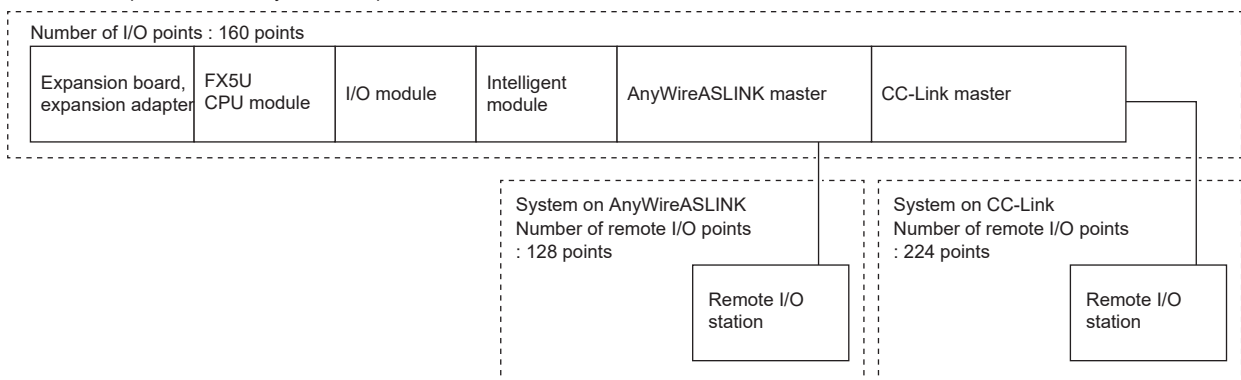 Number of I/O points : 160 points
Expansion board,
expansion adapter
FX5U
CPU module
I/O module
Intelligent
module
AnyWireASLINK master
CC-Link master
System on AnyWireASLINK
Number of remote I/O points
: 128 points
Remote I/O
station
System on CC-Link
Number of remote I/O points
: 224 points
Remote I/O
station